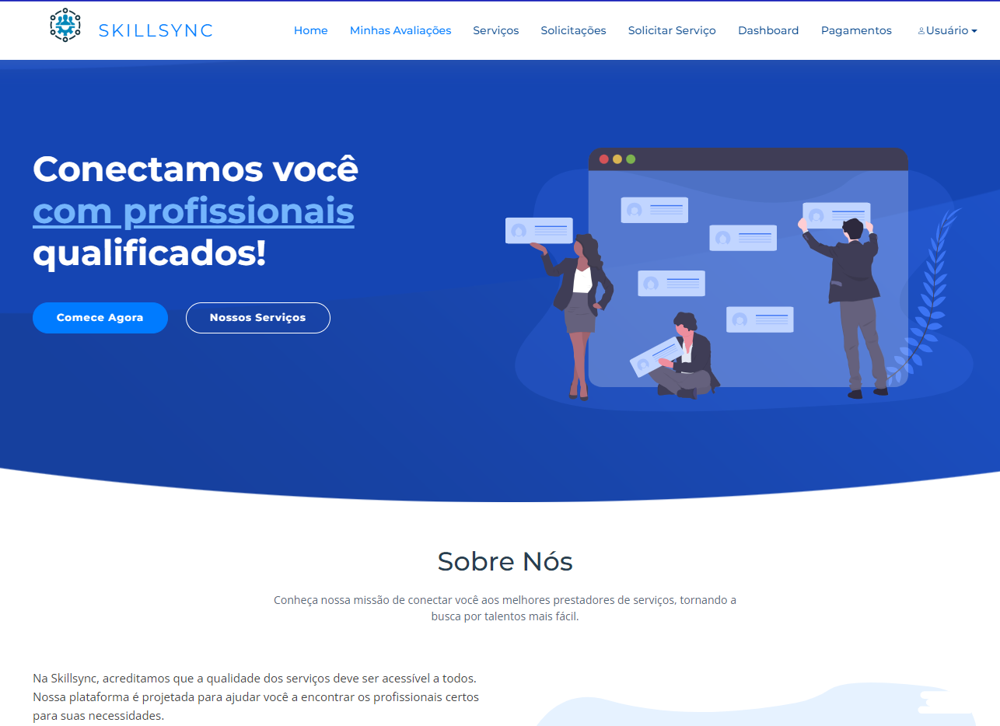 SKILLSYNC
Home Minhas Avaliações Serviços Solicitações Solicitar Serviço Dashboard Pagamentos Usuário
Conectamos você
com profissionais
qualificados!
Comece Agora Nossos Serviços
Sobre Nós
Conheça nossa missão de conectar você aos melhores prestadores de serviços, tornando a
busca por talentos mais fácil.
Na Skillsync, acreditamos que a qualidade dos serviços deve ser acessível a todos.
Nossa plataforma é projetada para ajudar você a encontrar os profissionais certos
para suas necessidades.